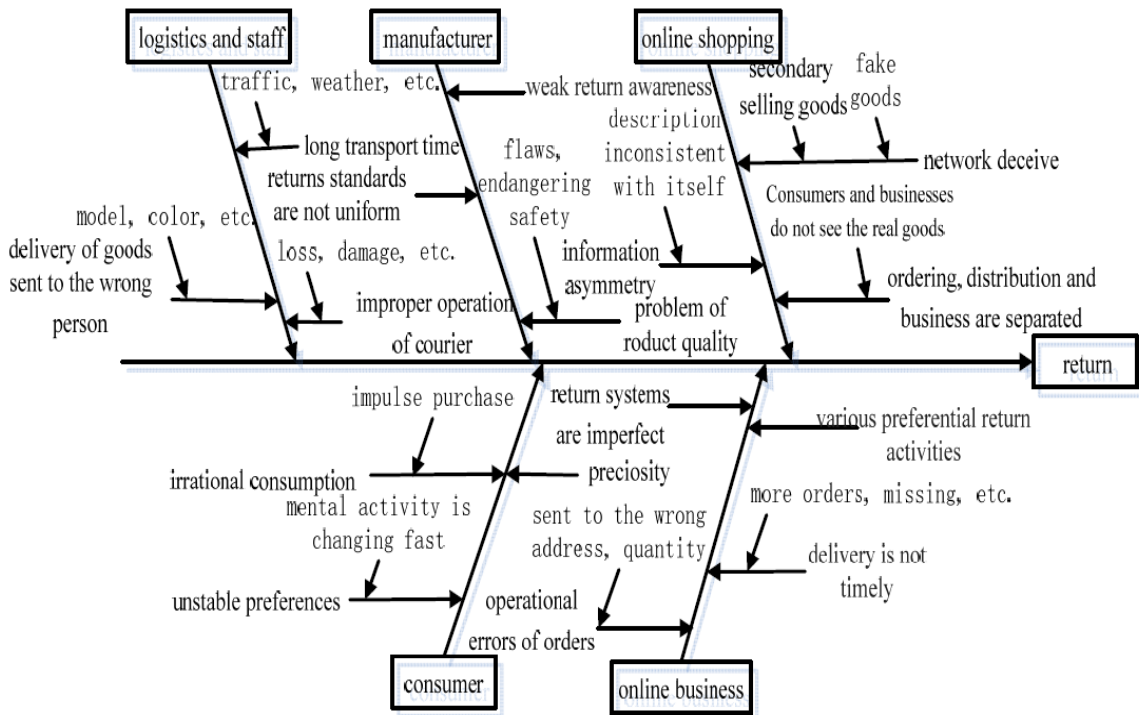 logistics and staff
manufacturer
online shopping
traffic, weather, etc.
weak return awareness
secondary
selling goods
fake
goods
long transport time
returns standards
are not uniform
flaws,
endangering
safety
description
inconsistent
with itself
network deceive
Consumers and businesses
do not see the real goods
model, color, etc.
delivery of goods
sent to the wrong
person
loss, damage, etc.
improper operation
of courier
information
asymmetry
problem of
roduct quality
ordering, distribution and
business are separated
return
impulse purchase
return systems
are imperfect
various preferential return
activities
irrational consumption
preciosity
mental activity is
changing fast
sent to the wrong
address, quantity
more orders, missing, etc.
delivery is not
timely
unstable preferences
operational
errors of orders
consumer
online business